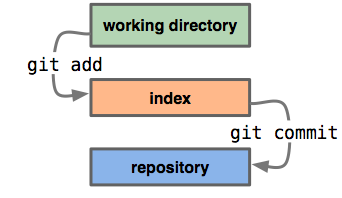 working directory
git add
index
git commit
repository